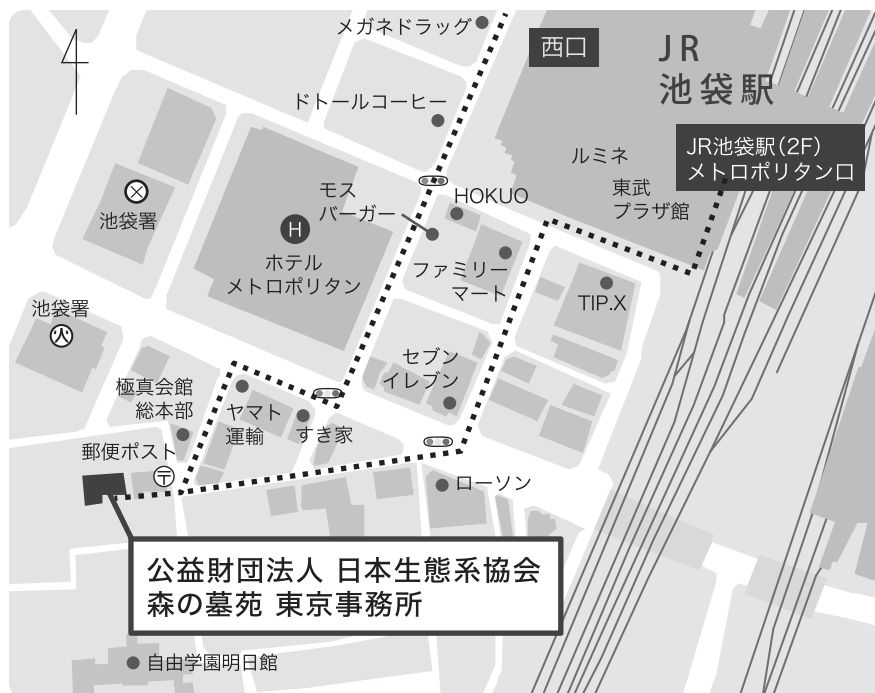 メガネドラッグ
西口
JR
池袋駅
ドトールコーヒー
JR池袋駅(2F)
メトロポリタン口
ルミネ
東武
プラザ館
モス
バーガー
HOKUO
池袋署
H
ホテル
メトロポリタン
ファミリー
マート
TIP.X
池袋署
火
セブン
イレブン
極真会館
総本部
ヤマト
運輸
すき家
郵便ポスト
〒
ローソン
公益財団法人 日本生態系協会
森の墓苑 東京事務所
自由学園明日館